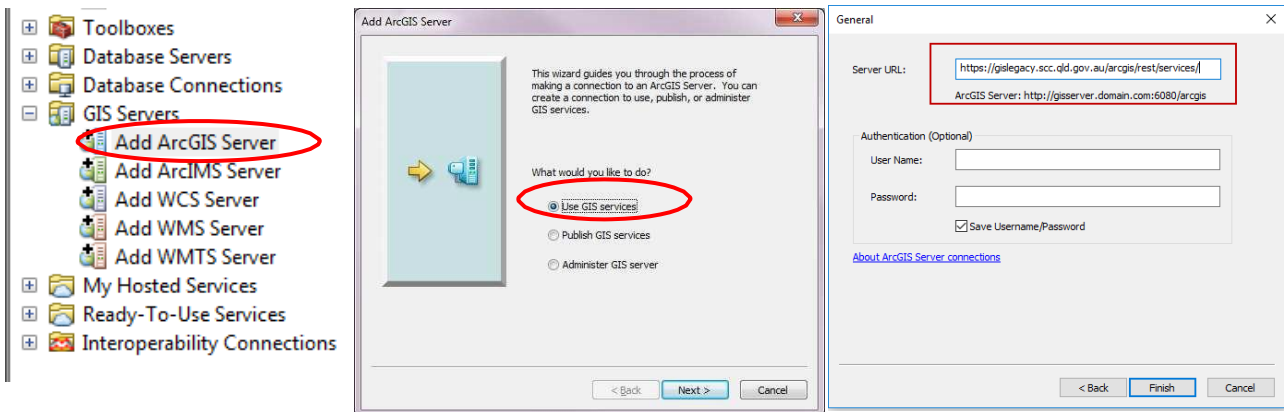 Toolboxes
Database Servers
Database Connections
GIS Servers
Add ArcGIS Server
Add ArcIMS Server
Add WCS Server
Add WMS Server
Add WMTS Server
My Hosted Services
Ready-To-Use Services
Interoperability Connections
Add ArcGIS Server
This wizard guides you through the process of
making a connection to an ArcGIS Server. You can
create a connection to use, publish, or administer
GIS services.
What would you like to do?
Use GIS services
Publish GIS services
Administer GIS server
< Back
Next >
Cancel
General
Server URL:
https://gislegacy.scc.qld.gov.au/arcgis/rest/services/
ArcGIS Server: http://gisserver.domain.com:6080/arcgis
Authentication (Optional)
User Name:
Password:
Save Username/Password
About ArcGIS Server connections
< Back
Finish
Cancel